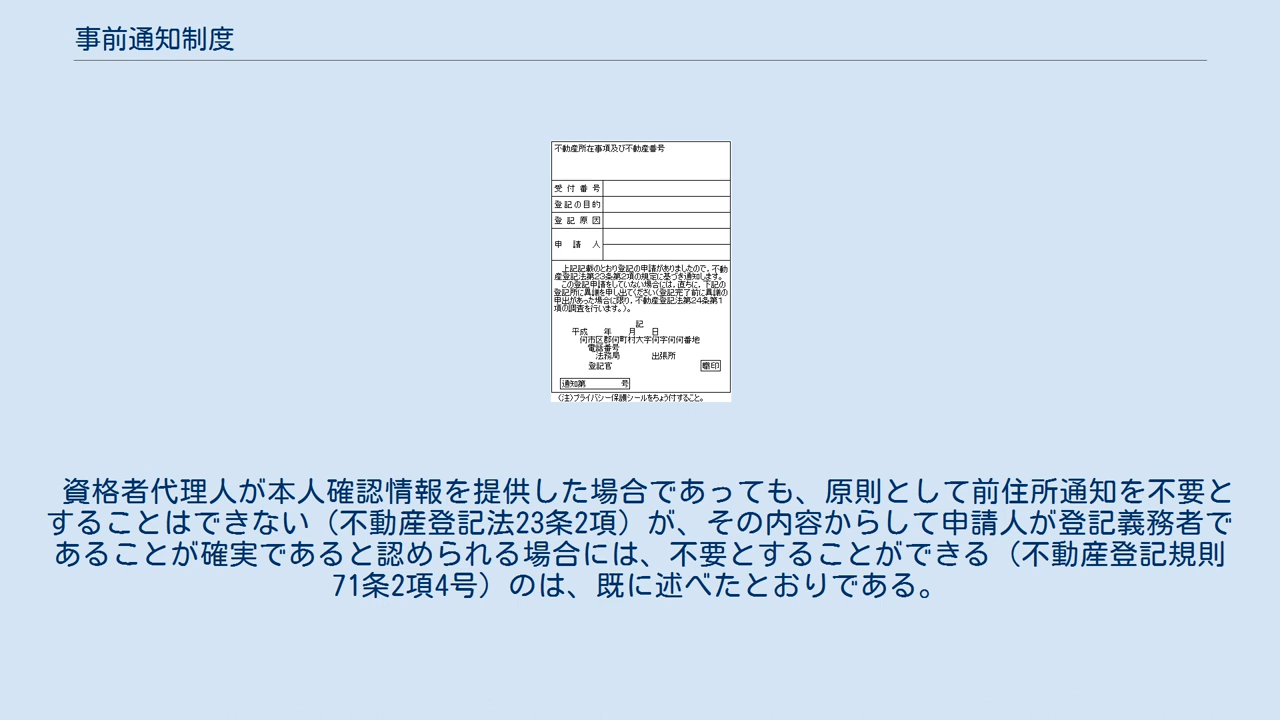 事前通知制度
不動産所在事項及び不動産番号
受付番号
登記の目的
登記原因
申請人
上記記載のとおり登記の申請がありましたので、不動
産登記法第23条第2項の規定に基づき通知します。
この登記申請をしていない場合には、直ちに、下記の
登記所に異議を申し出てください(登記完了前に異議の
申出があった場合に限り、不動産登記法第24条第1
項の調査を行います。)。
記
平成 年 月 日
何市区郡何町村大字何字何何番地
電話番号
法務局 出張所
登記官 職印
通知第 号
(注)プライバシー保護シールをちょう付すること。
資格者代理人が本人確認情報を提供した場合であっても、原則として前住所通知を不要と
することはできない（不動産登記法23条2項）が、その内容からして申請人が登記義務者で
あることが確実であると認められる場合には、不要とすることができる（不動産登記規則
71条2項4号）のは、既に述べたとおりである。